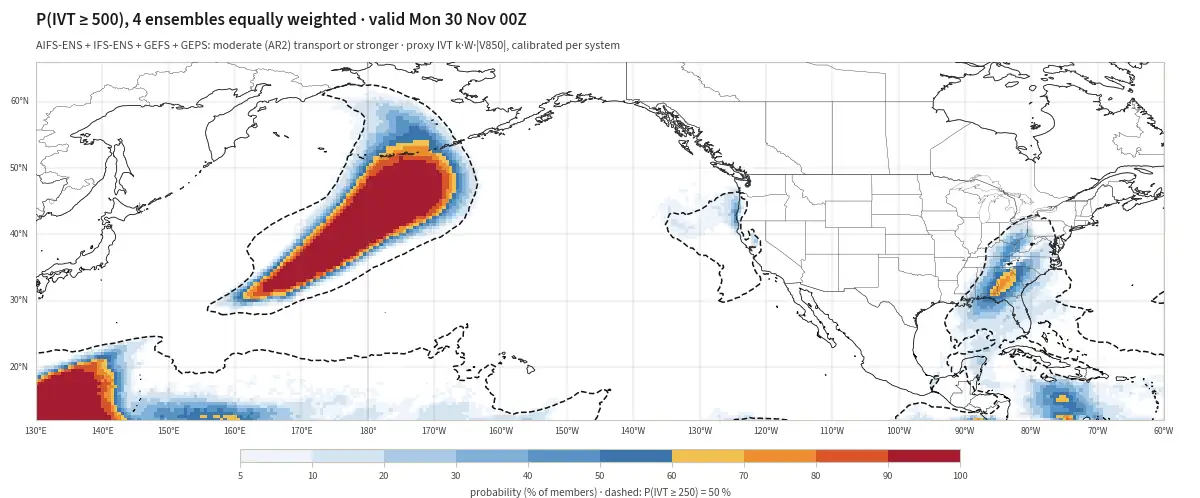 P(IVT ≥ 500), 4 ensembles equally weighted · valid Mon 30 Nov 00Z
AIFS-ENS + IFS-ENS + GEFS + GEPS: moderate (AR2) transport or stronger · proxy IVT k·W·|V850|, calibrated per system
60°N
50°N
40°N
30°N
20°N
130°E 140°E 150°E 160°E 170°E 180° 170°W 160°W 150°W 140°W 130°W 120°W 110°W 100°W 90°W 80°W 70°W 60°W
5 10 20 30 40 50 60 70 80 90 100
probability (% of members) · dashed: P(IVT ≥ 250) = 50 %